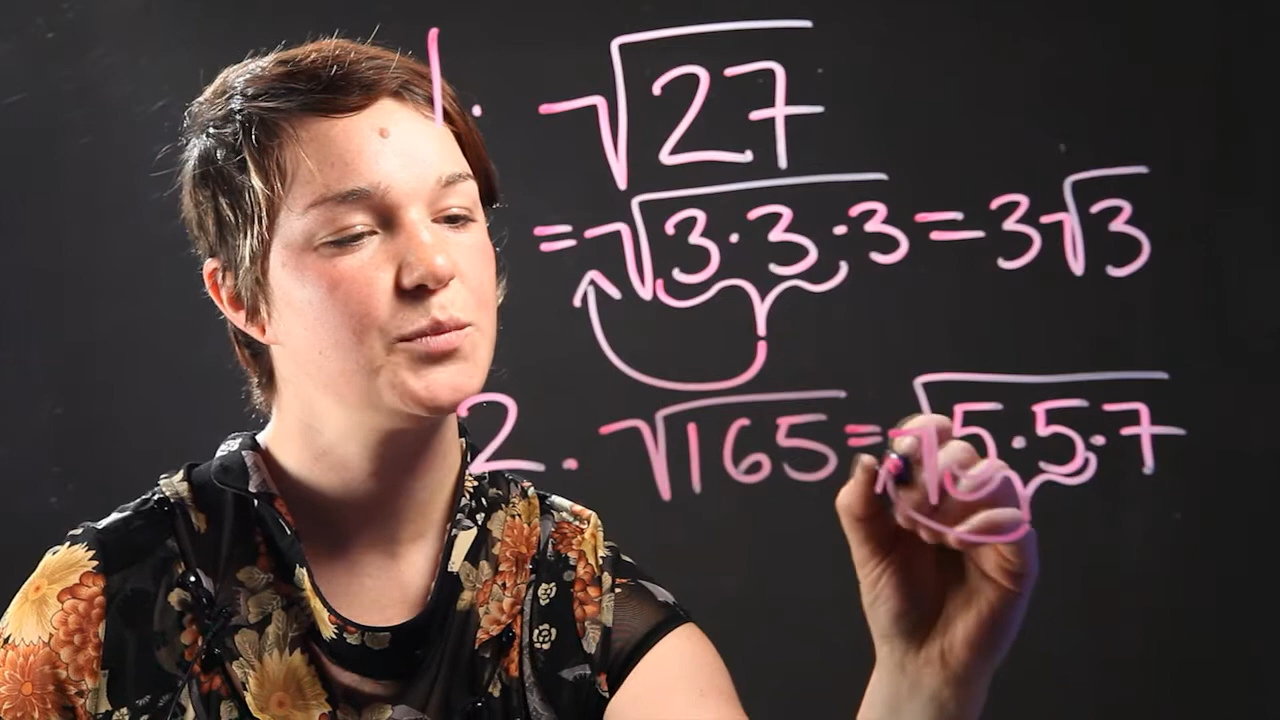 1. √27
= √3·3·3 = 3√3
2. √165 = √5·5·7